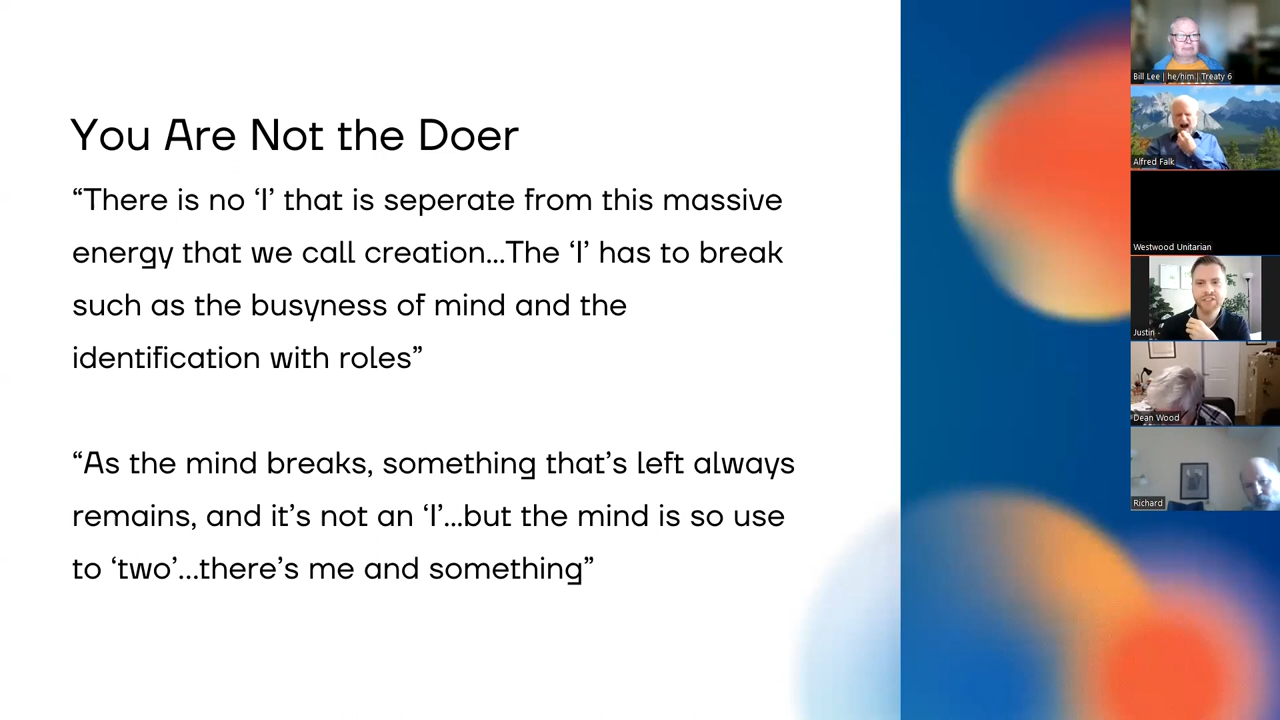 You Are Not the Doer
“There is no ‘I’ that is seperate from this massive
energy that we call creation...The ‘I’ has to break
such as the busyness of mind and the
identification with roles”
“As the mind breaks, something that’s left always
remains, and it’s not an ‘I’...but the mind is so use
to ‘two’...there’s me and something”
Bill Lee | he/him | Treaty 6
Alfred Falk
Westwood Unitarian
Justin
Dean Wood
Richard